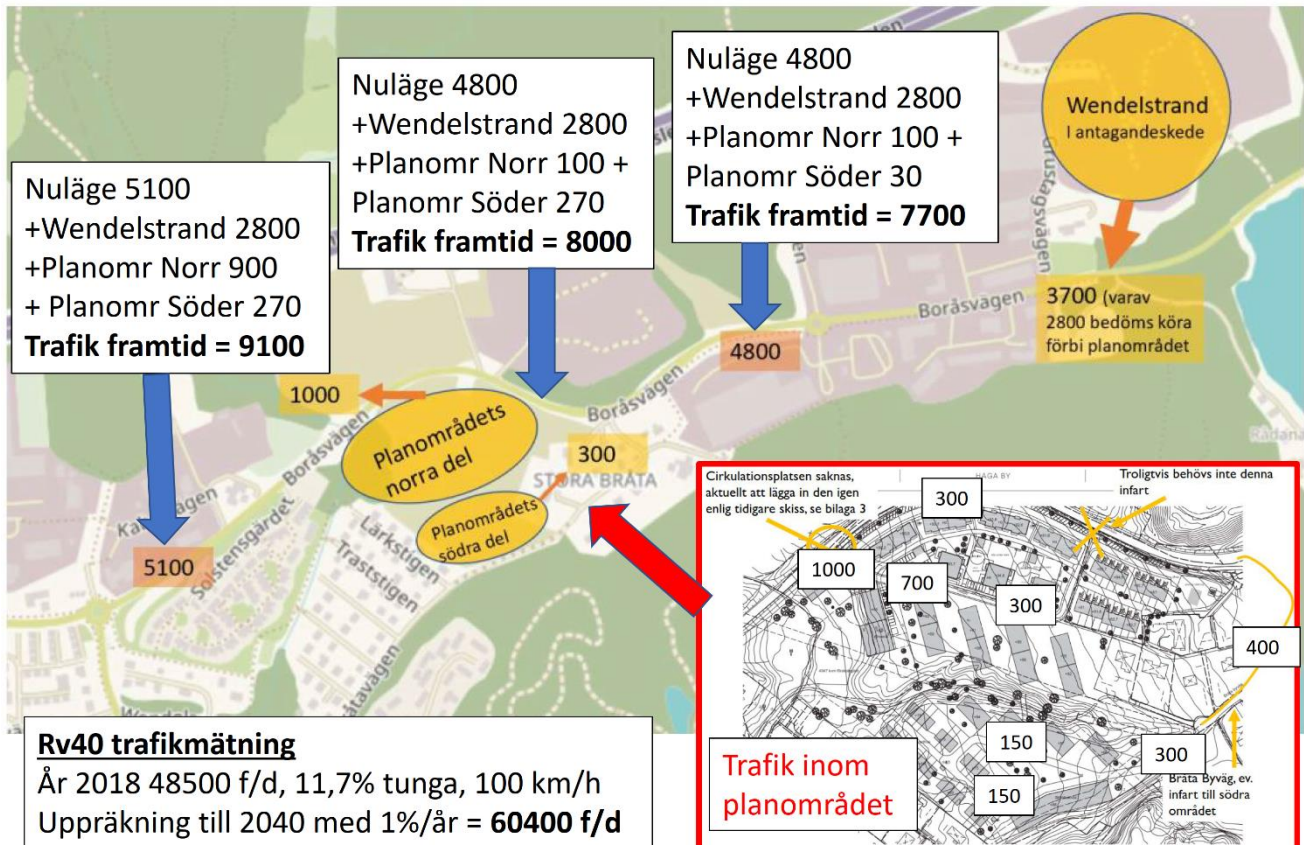 Nuläge 5100
+Wendelstrand 2800
+Planomr Norr 900
+ Planomr Söder 270
Trafik framtid = 9100
Nuläge 4800
+Wendelstrand 2800
+Planomr Norr 100 +
Planomr Söder 270
Trafik framtid = 8000
Nuläge 4800
+Wendelstrand 2800
+Planomr Norr 100 +
Planomr Söder 30
Trafik framtid = 7700
Wendelstrand
I antagandeskede
3700 (varav
2800 bedöms köra
förbi planområdet
Boråsvägen
4800
Boråsvägen
1000
Boråsvägen
Planområdets
norra del
300
STORA BRÅTA
Planområdets
södra del
5100
Solstensgårdet
Lärkstigen
Traststigen
Rv40 trafikmätning
År 2018 48500 f/d, 11,7% tunga, 100 km/h
Uppräkning till 2040 med 1%/år = 60400 f/d
Cirkulationsplatsen saknas,
aktuellt att lägga in den igen
enligt tidigare skiss, se bilaga 3
HAGA BY
Troligtvis behövs inte denna
infart
300
1000
700
300
400
150
300
150
Bråta Byväg, ev.
infart till södra
området
Trafik inom
planområdet